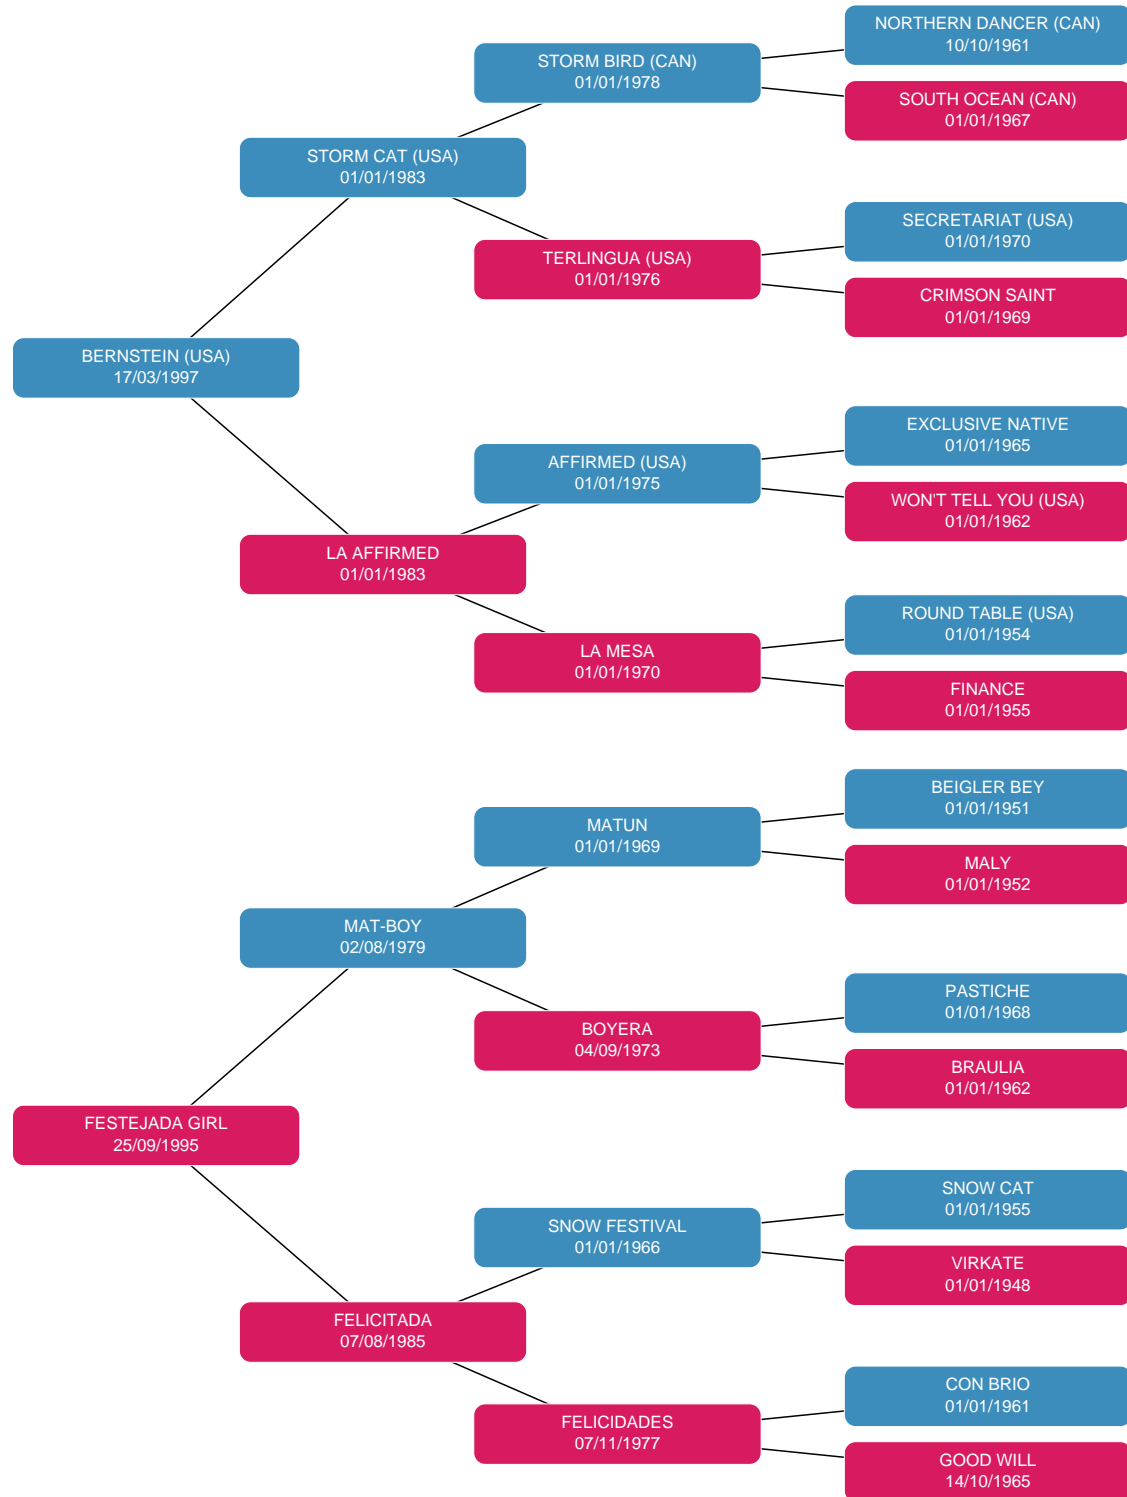 NORTHERN DANCER (CAN)
10/10/1961
STORM BIRD (CAN)
01/01/1978
SOUTH OCEAN (CAN)
01/01/1967
STORM CAT (USA)
01/01/1983
SECRETARIAT (USA)
01/01/1970
TERLINGUA (USA)
01/01/1976
CRIMSON SAINT
01/01/1969
BERNSTEIN (USA)
17/03/1997
EXCLUSIVE NATIVE
01/01/1965
AFFIRMED (USA)
01/01/1975
WON'T TELL YOU (USA)
01/01/1962
LA AFFIRMED
01/01/1983
ROUND TABLE (USA)
01/01/1954
LA MESA
01/01/1970
FINANCE
01/01/1955
BEIGLER BEY
01/01/1951
MATUN
01/01/1969
MALY
01/01/1952
MAT-BOY
02/08/1979
PASTICHE
01/01/1968
BOYERA
04/09/1973
BRAULIA
01/01/1962
FESTEJADA GIRL
25/09/1995
SNOW CAT
01/01/1955
SNOW FESTIVAL
01/01/1966
VIRKATE
01/01/1948
FELICITADA
07/08/1985
CON BRIO
01/01/1961
FELICIDADES
07/11/1977
GOOD WILL
14/10/1965